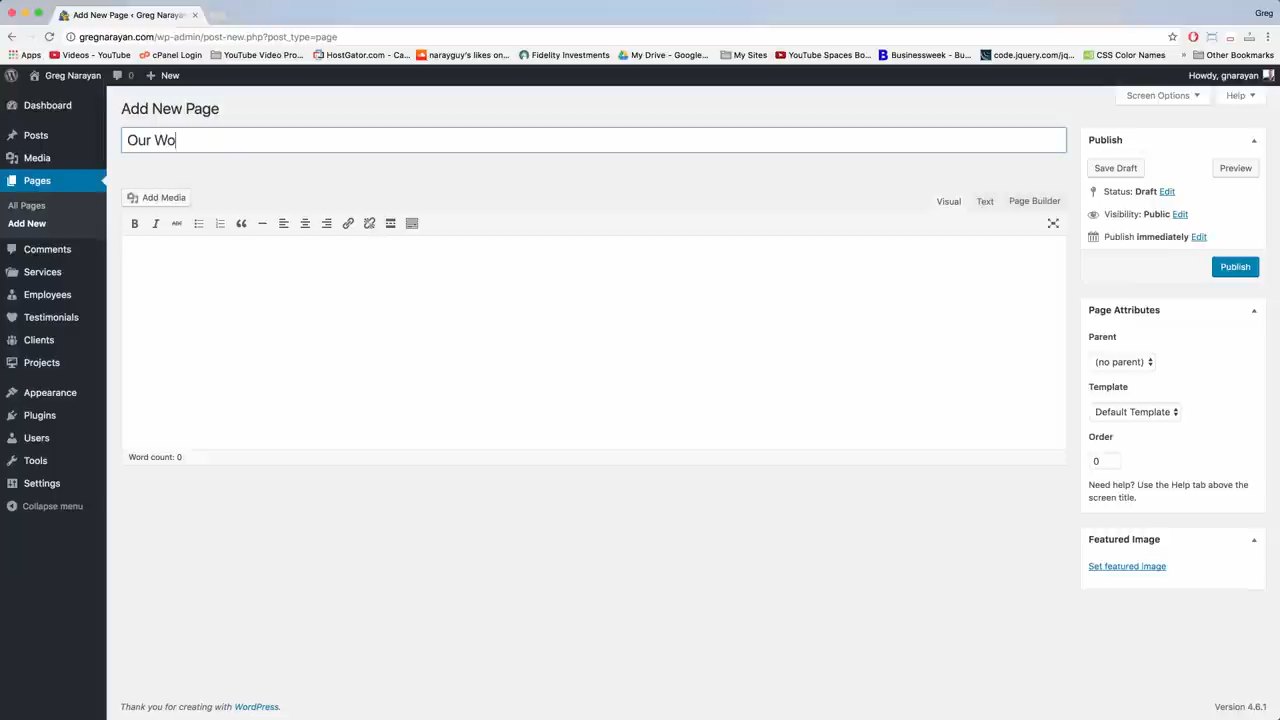 Add New Page ‹ Greg Naraya
Greg
gregnarayan.com/wp-admin/post-new.php?post_type=page
Apps
Videos - YouTube
cPanel Login
YouTube Video Pro...
HostGator.com - Ca...
narayguy's likes on...
Fidelity Investments
My Drive - Google...
My Sites
YouTube Spaces Bo...
Businessweek - Bu...
code.jquery.com/jq...
CSS Color Names
»
Other Bookmarks
Greg Narayan
0
New
Howdy, gnarayan
Dashboard
Posts
Media
Pages
All Pages
Add New
Comments
Services
Employees
Testimonials
Clients
Projects
Appearance
Plugins
Users
Tools
Settings
Collapse menu
Screen Options
Help
Add New Page
Our Wo
Add Media
Visual
Text
Page Builder
B
I
ABC
Word count: 0
Publish
Save Draft
Preview
Status: Draft Edit
Visibility: Public Edit
Publish immediately Edit
Publish
Page Attributes
Parent
(no parent)
Template
Default Template
Order
0
Need help? Use the Help tab above the
screen title.
Featured Image
Set featured image
Thank you for creating with WordPress.
Version 4.6.1